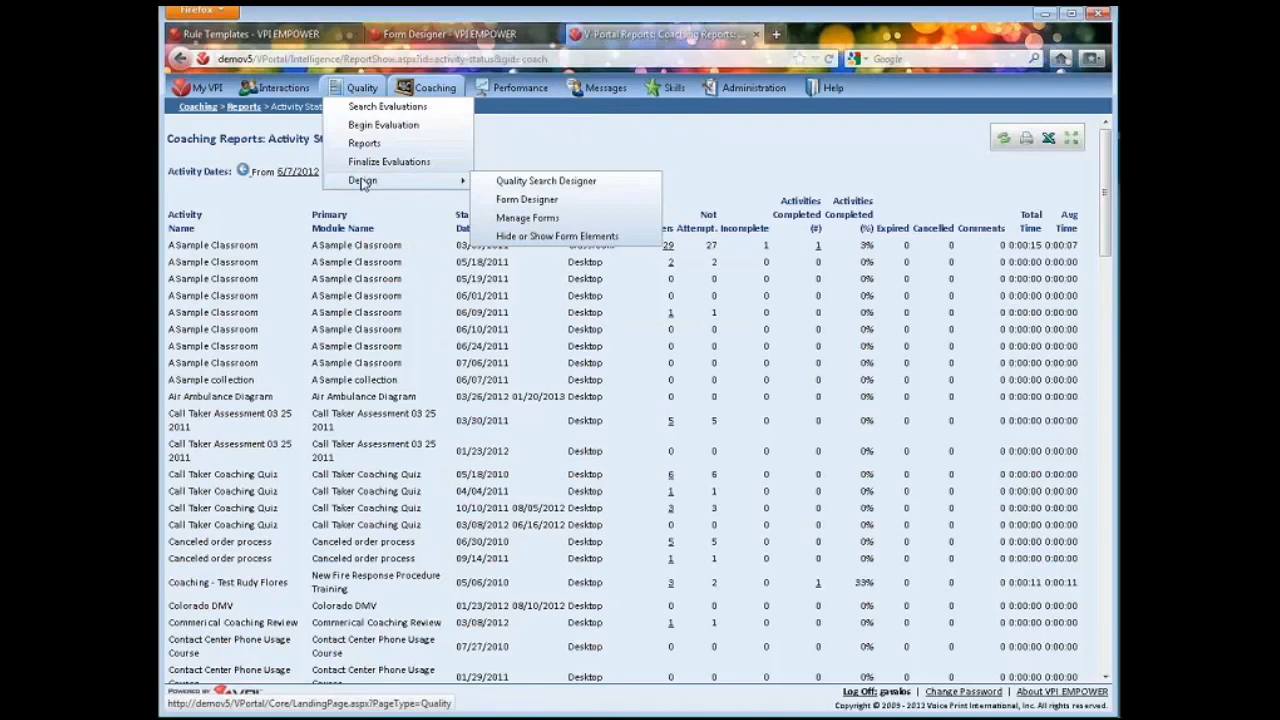 Firefox
Rule Templates - VPI EMPOWER
Form Designer - VPI EMPOWER
V-Portal Reports: Coaching Reports: ...
demov5/VPortal/Intelligence/ReportShow.aspx?id=activity-status&gid=coach
Google
My VPI Interactions Quality Coaching Performance Messages Skills Administration Help
Coaching > Reports > Activity Stat
Search Evaluations
Begin Evaluation
Reports
Finalize Evaluations
Design
Quality Search Designer
Form Designer
Manage Forms
Hide or Show Form Elements
Coaching Reports: Activity St
Activity Dates: From 6/7/2012
Activity Name Primary Module Name Not Attempt. Incomplete Activities Completed (#) Activities Completed (%) Expired Cancelled Comments Total Time Avg Time
A Sample Classroom A Sample Classroom 29 27 1 1 3% 0 0 0 0:00:15 0:00:07
A Sample Classroom A Sample Classroom 05/18/2011 Desktop 2 2 0 0 0% 0 0 0 0:00:00 0:00:00
A Sample Classroom A Sample Classroom 05/19/2011 Desktop 0 0 0 0 0% 0 0 0 0:00:00 0:00:00
A Sample Classroom A Sample Classroom 06/01/2011 Desktop 0 0 0 0 0% 0 0 0 0:00:00 0:00:00
A Sample Classroom A Sample Classroom 06/09/2011 Desktop 1 1 0 0 0% 0 0 0 0:00:00 0:00:00
A Sample Classroom A Sample Classroom 06/10/2011 Desktop 0 0 0 0 0% 0 0 0 0:00:00 0:00:00
A Sample Classroom A Sample Classroom 06/24/2011 Desktop 0 0 0 0 0% 0 0 0 0:00:00 0:00:00
A Sample Classroom A Sample Classroom 07/06/2011 Desktop 0 0 0 0 0% 0 0 0 0:00:00 0:00:00
A Sample collection A Sample collection 06/07/2011 Desktop 0 0 0 0 0% 0 0 0 0:00:00 0:00:00
Air Ambulance Diagram Air Ambulance Diagram 03/26/2012 01/20/2013 Desktop 0 0 0 0 0% 0 0 0 0:00:00 0:00:00
Call Taker Assessment 03 25 2011 Call Taker Assessment 03 25 2011 03/30/2011 Desktop 5 5 0 0 0% 0 0 0 0:00:00 0:00:00
Call Taker Assessment 03 25 2011 Call Taker Assessment 03 25 2011 01/23/2012 Desktop 0 0 0 0 0% 0 0 0 0:00:00 0:00:00
Call Taker Coaching Quiz Call Taker Coaching Quiz 05/18/2010 Desktop 6 6 0 0 0% 0 0 0 0:00:00 0:00:00
Call Taker Coaching Quiz Call Taker Coaching Quiz 04/04/2011 Desktop 1 1 0 0 0% 0 0 0 0:00:00 0:00:00
Call Taker Coaching Quiz Call Taker Coaching Quiz 10/10/2011 08/05/2012 Desktop 3 3 0 0 0% 0 0 0 0:00:00 0:00:00
Call Taker Coaching Quiz Call Taker Coaching Quiz 03/08/2012 06/16/2012 Desktop 0 0 0 0 0% 0 0 0 0:00:00 0:00:00
Canceled order process Canceled order process 06/30/2010 Desktop 5 5 0 0 0% 0 0 0 0:00:00 0:00:00
Canceled order process Canceled order process 09/14/2011 Desktop 1 1 0 0 0% 0 0 0 0:00:00 0:00:00
Coaching - Test Rudy Flores New Fire Response Procedure Training 05/06/2010 Desktop 3 2 0 1 33% 0 0 0 0:00:11 0:00:11
Colorado DMV Colorado DMV 01/23/2012 08/10/2012 Desktop 0 0 0 0 0% 0 0 0 0:00:00 0:00:00
Commerical Coaching Review Commerical Coaching Review 03/08/2012 Desktop 1 1 0 0 0% 0 0 0 0:00:00 0:00:00
Contact Center Phone Usage Course Contact Center Phone Usage Course 07/27/2010 Desktop 0 0 0 0 0% 0 0 0 0:00:00 0:00:00
Contact Center Phone Usage Contact Center Phone Usage 01/29/2011 Desktop 0 0 0 0 0% 0 0 0 0:00:00 0:00:00
POWERED BY VPI
Log Off: gavalos | Change Password | About VPI EMPOWER
http://demov5/VPortal/Core/LandingPage.aspx?PageType=Quality
Copyright © 2009 - 2012 Voice Print International, Inc. All rights reserved.